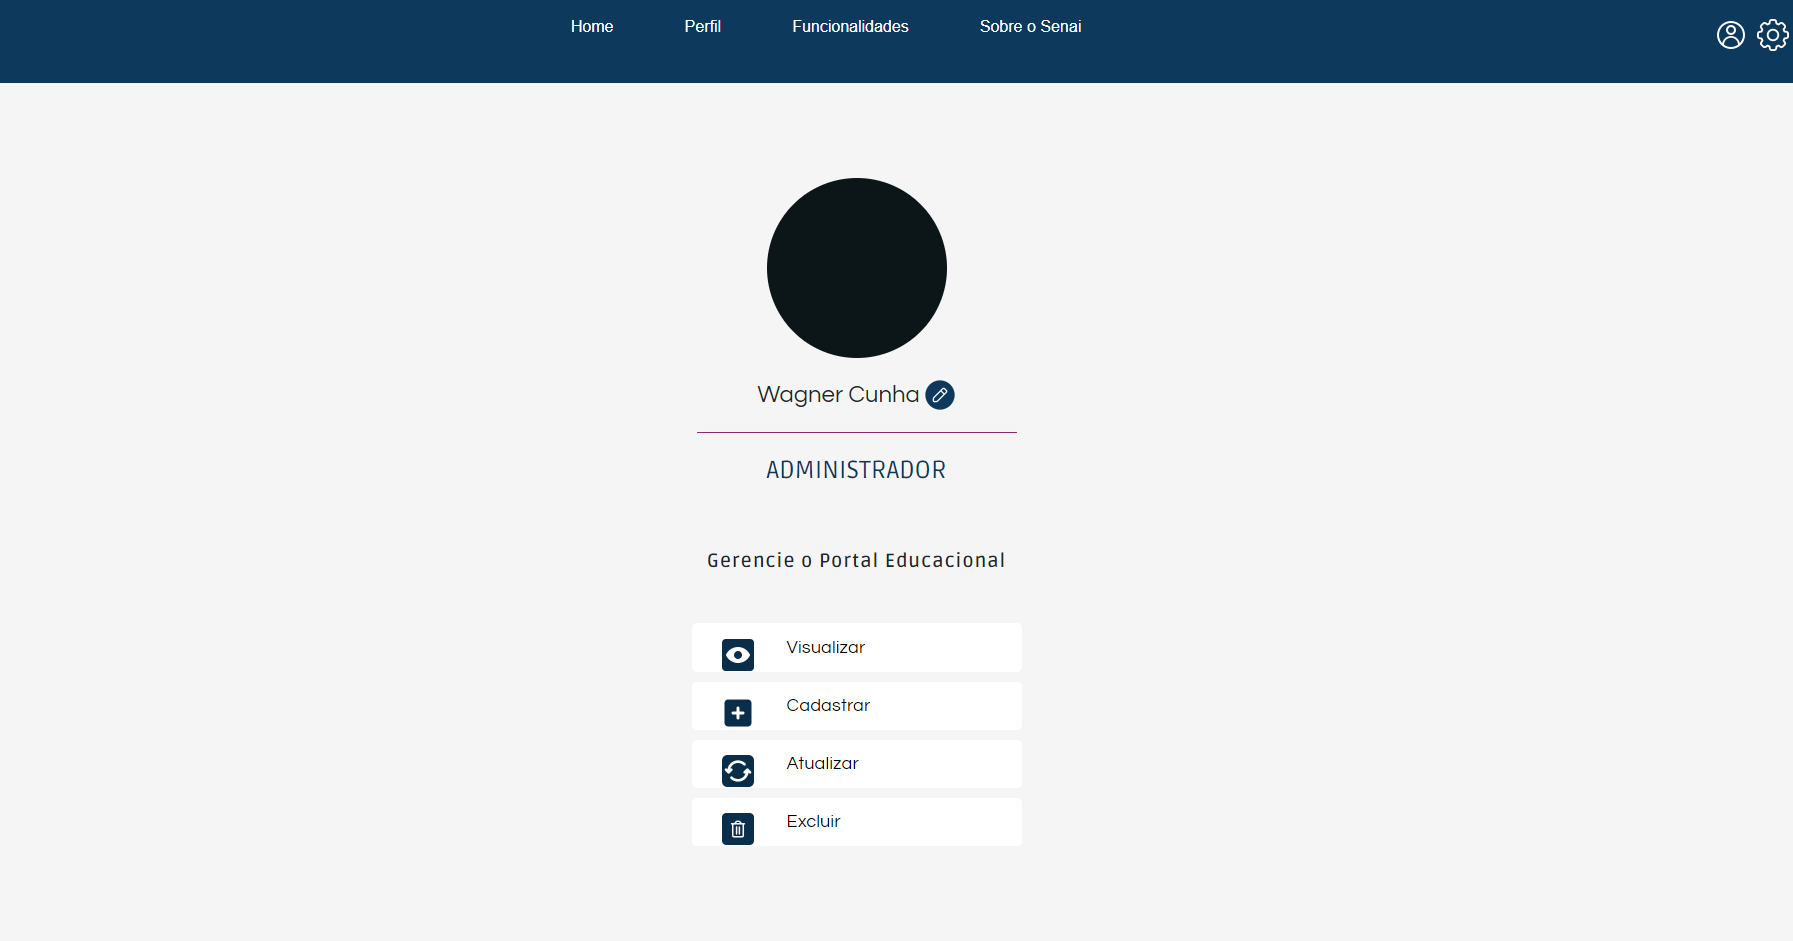 Home Perfil Funcionalidades Sobre o Senai
Wagner Cunha
ADMINISTRADOR
Gerencie o Portal Educacional
Visualizar
Cadastrar
Atualizar
Excluir